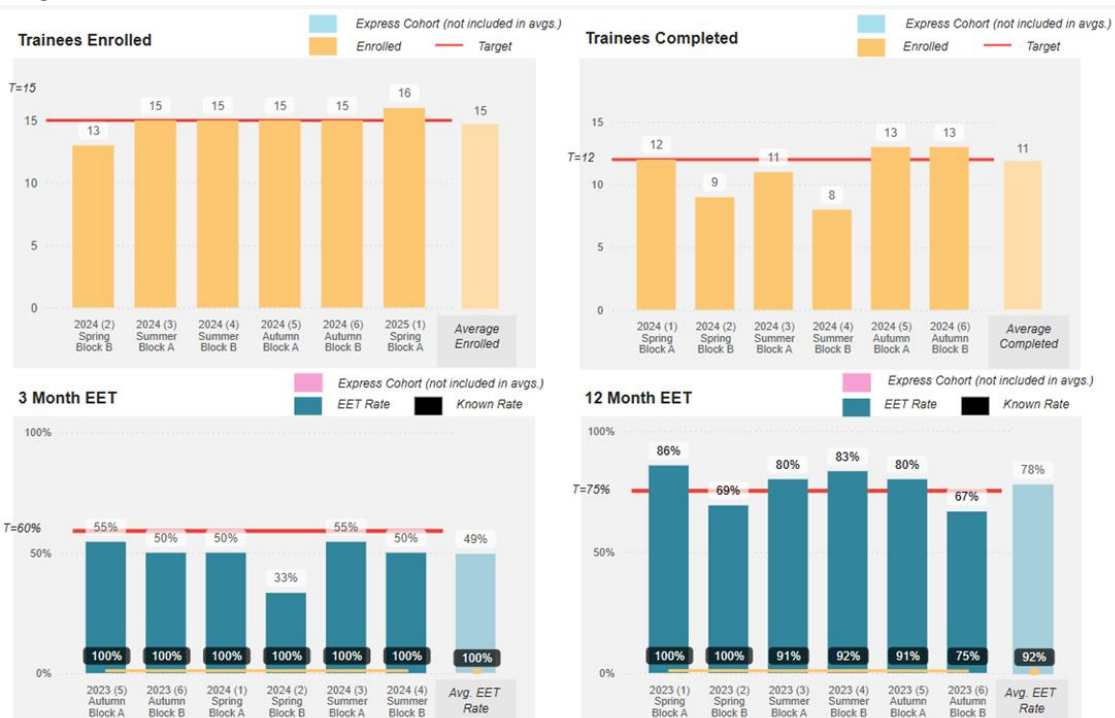 Trainees Enrolled
Express Cohort (not included in avgs.)
Enrolled Target
T=15
15
10
5
0
13
15
15
15
15
16
15
2024 (2) Spring Block B
2024 (3) Summer Block A
2024 (4) Summer Block B
2024 (5) Autumn Block A
2024 (6) Autumn Block B
2025 (1) Spring Block A
Average Enrolled
Trainees Completed
Express Cohort (not included in avgs.)
Enrolled Target
15
T=12
10
5
0
12
9
11
8
13
13
11
2024 (1) Spring Block A
2024 (2) Spring Block B
2024 (3) Summer Block A
2024 (4) Summer Block B
2024 (5) Autumn Block A
2024 (6) Autumn Block B
Average Completed
3 Month EET
Express Cohort (not included in avgs.)
EET Rate Known Rate
100%
T=60%
50%
0%
55%
50%
50%
33%
55%
50%
49%
100%
100%
100%
100%
100%
100%
100%
2023 (5) Autumn Block A
2023 (6) Autumn Block B
2024 (1) Spring Block A
2024 (2) Spring Block B
2024 (3) Summer Block A
2024 (4) Summer Block B
Avg. EET Rate
12 Month EET
Express Cohort (not included in avgs.)
EET Rate Known Rate
100%
T=75%
50%
0%
86%
69%
80%
83%
80%
67%
78%
100%
100%
91%
92%
91%
75%
92%
2023 (1) Spring Block A
2023 (2) Spring Block B
2023 (3) Summer Block A
2023 (4) Summer Block B
2023 (5) Autumn Block A
2023 (6) Autumn Block B
Avg. EET Rate